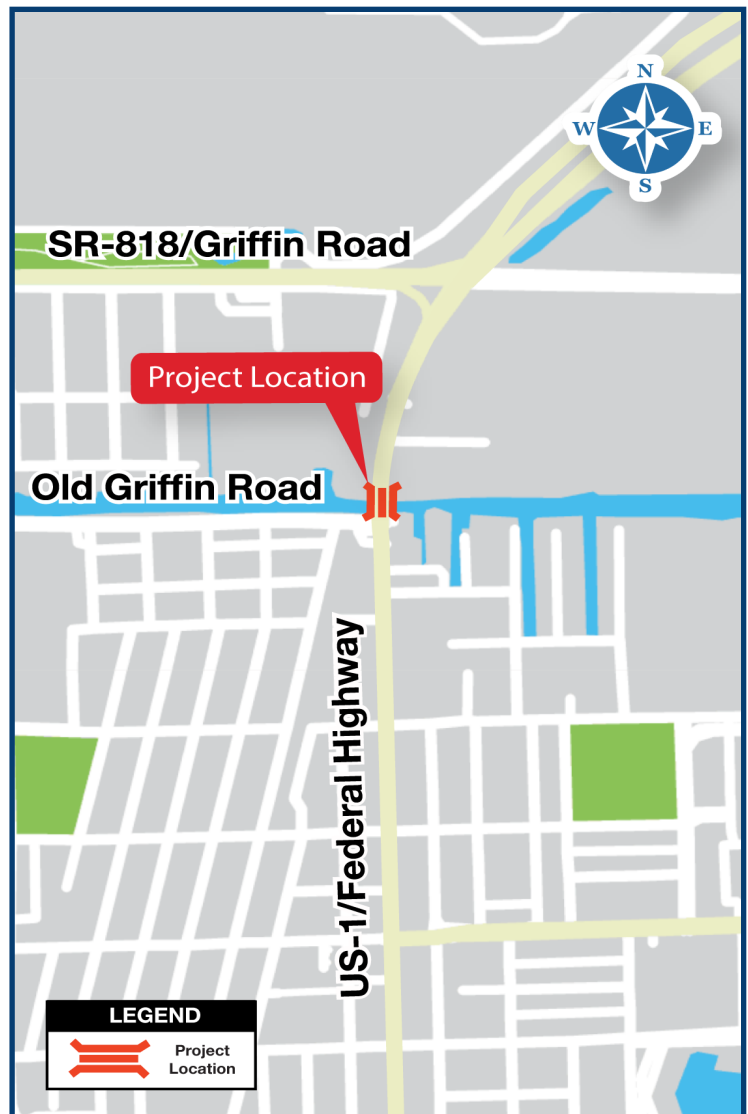 N
W E
S
SR-818/Griffin Road
Project Location
Old Griffin Road
US-1/Federal Highway
LEGEND
Project
Location